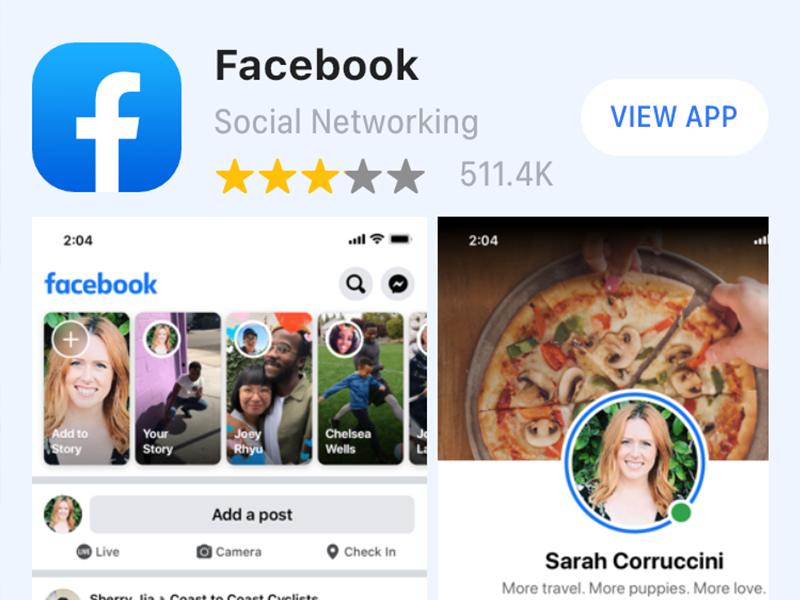 Facebook
Social Networking
VIEW APP
511.4K
2:04
facebook
Add to
Story
Your
Story
Joey
Rhyu
Chelsea
Wells
Add a post
LIVE Live
Camera
Check In
Sherry Jia ▸ Coast to Coast Cyclists
2:04
Sarah Corruccini
More travel. More puppies. More love.